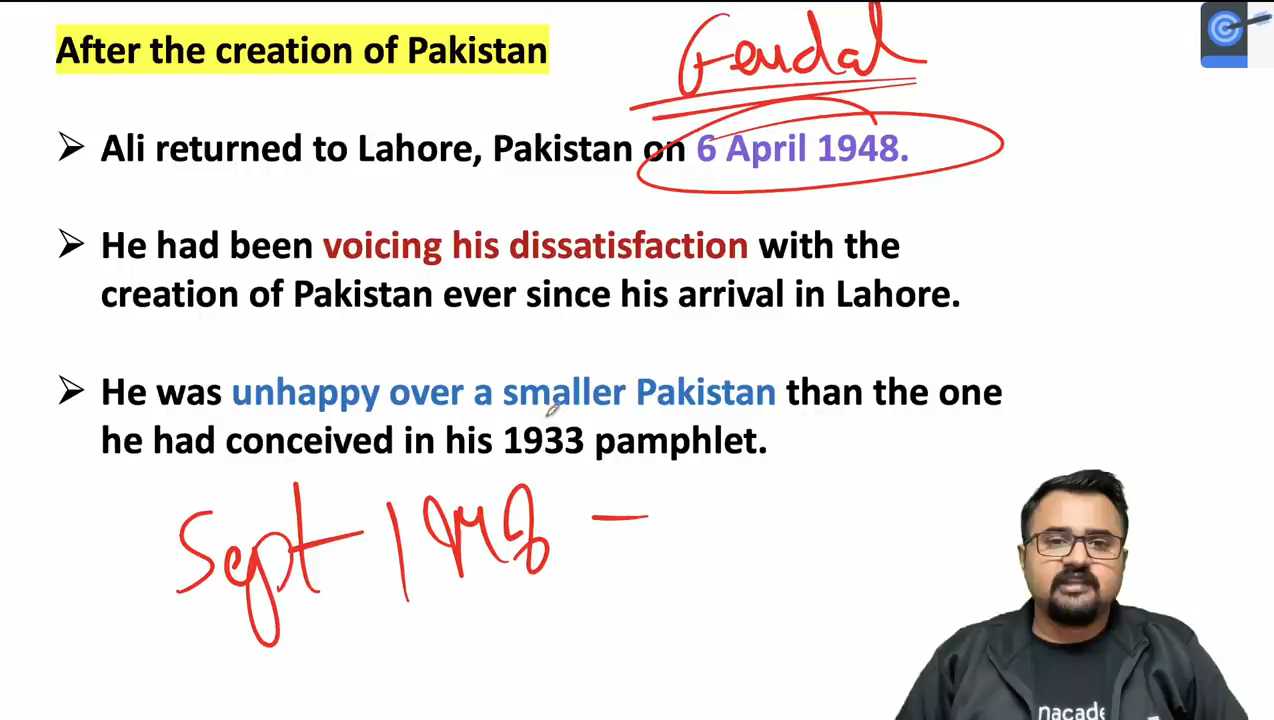 After the creation of Pakistan
Feudal
➢ Ali returned to Lahore, Pakistan on 6 April 1948.
➢ He had been voicing his dissatisfaction with the
creation of Pakistan ever since his arrival in Lahore.
➢ He was unhappy over a smaller Pakistan than the one
he had conceived in his 1933 pamphlet.
Sept 1948 —
nacade